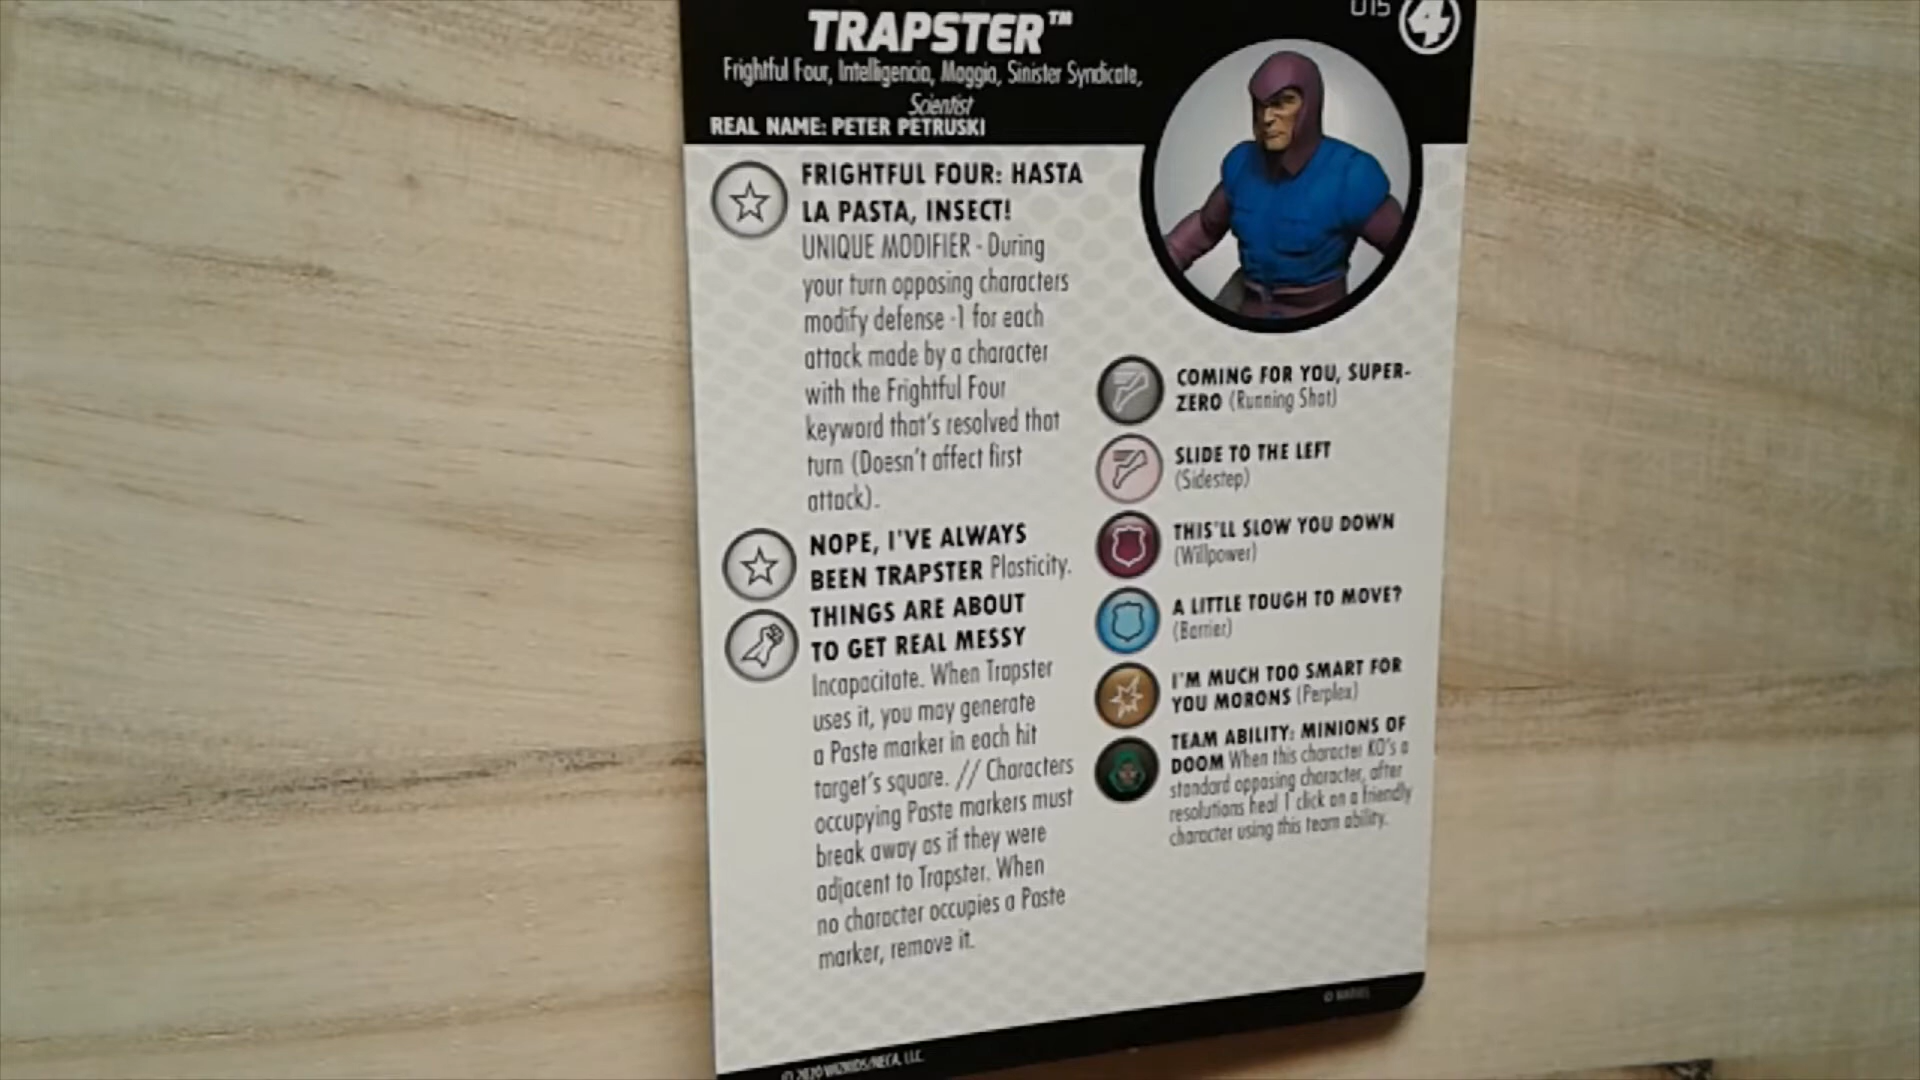 TRAPSTER™
015
4
Frightful Four, Intelligencia, Maggia, Sinister Syndicate,
Scientist
REAL NAME: PETER PETRUSKI
FRIGHTFUL FOUR: HASTA
LA PASTA, INSECT!
UNIQUE MODIFIER - During
your turn opposing characters
modify defense -1 for each
attack made by a character
with the Frightful Four
keyword that's resolved that
turn (Doesn't affect first
attack).
NOPE, I'VE ALWAYS
BEEN TRAPSTER Plasticity.
THINGS ARE ABOUT
TO GET REAL MESSY
Incapacitate. When Trapster
uses it, you may generate
a Paste marker in each hit
target's square. // Characters
occupying Paste markers must
break away as if they were
adjacent to Trapster. When
no character occupies a Paste
marker, remove it.
COMING FOR YOU, SUPER-
ZERO (Running Shot)
SLIDE TO THE LEFT
(Sidestep)
THIS'LL SLOW YOU DOWN
(Willpower)
A LITTLE TOUGH TO MOVE?
(Barrier)
I'M MUCH TOO SMART FOR
YOU MORONS (Perplex)
TEAM ABILITY: MINIONS OF
DOOM When this character KO's a
standard opposing character, after
resolutions heal 1 click on a friendly
character using this team ability.
© MARVEL
© 2020 WIZKIDS/NECA, LLC.